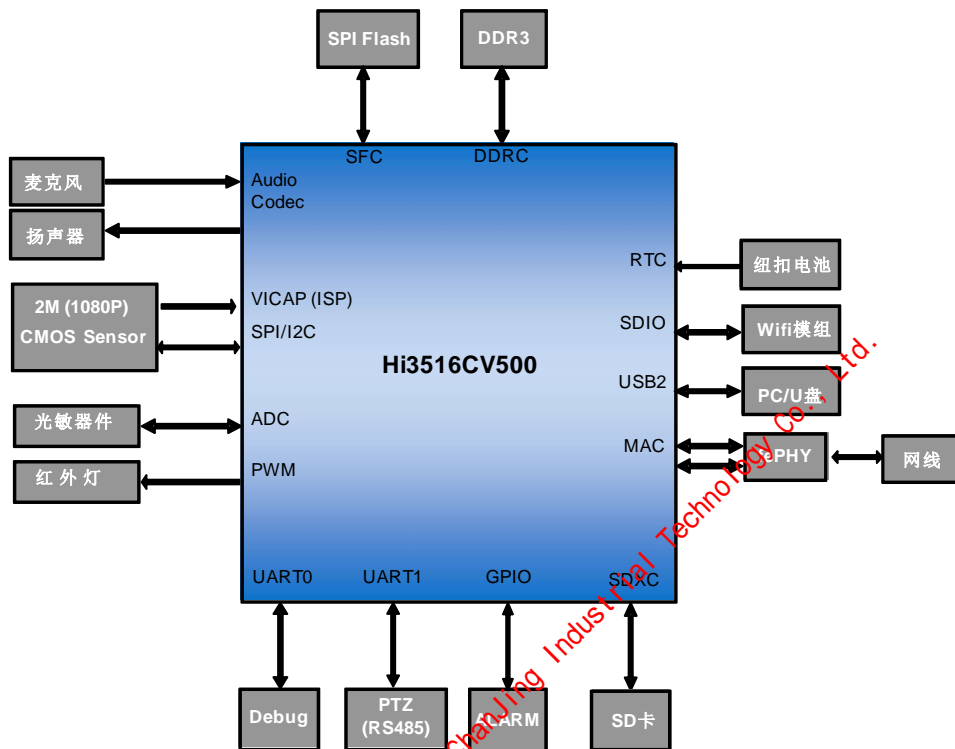 SPI Flash
DDR3
SFC
DDRC
麦克风
Audio
Codec
扬声器
RTC
纽扣电池
2M (1080P)
CMOS Sensor
VICAP (ISP)
SPI/I2C
SDIO
Wifi模组
Hi3516CV500
USB2
PC/U盘
光敏器件
ADC
MAC
FePHY
网线
红外灯
PWM
UART0
UART1
GPIO
SDXC
Debug
PTZ
(RS485)
ALARM
SD卡
ChanJing Industrial Technology Co., Ltd.